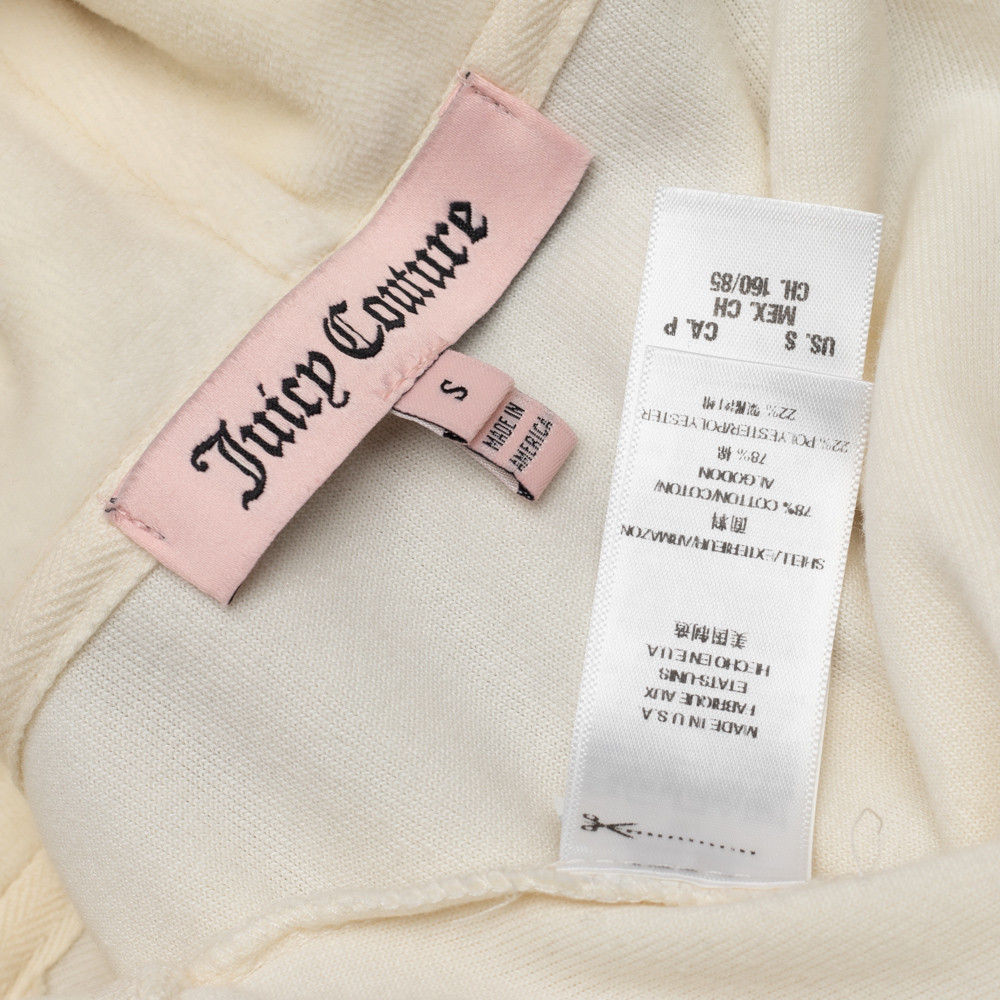 Juicy Couture
S
MADE IN
AMERICA
MADE IN U.S.A
FABRIQUE AUX
ETATS-UNIS
HECHO EN E U A
美国制造
SHELL/EXTERIEUR/ARMAZON
面料
78% COTTON/COTON/
ALGODON
78% 棉
22% POLYESTER/POLYESTER
22% 聚酯纤维
US. S CA. P
MEX. CH
CH. 160/85